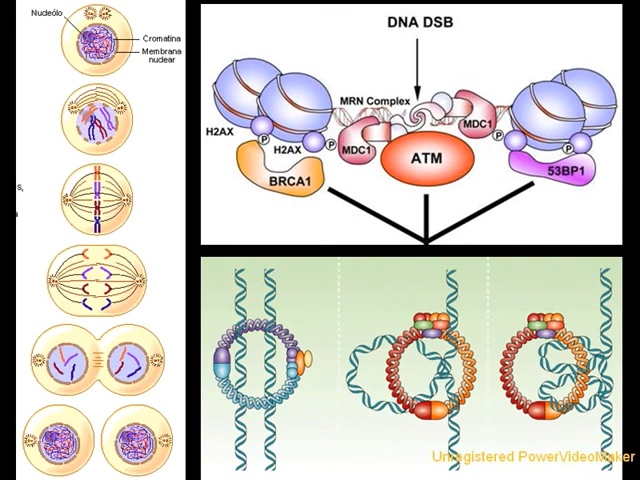 Nucleólo
Cromatina
Membrana
nuclear
s,
a
DNA DSB
MRN Complex
H2AX
P
H2AX
P
MDC1
MDC1
P
P
BRCA1
ATM
53BP1
Unregistered PowerVideoMaker